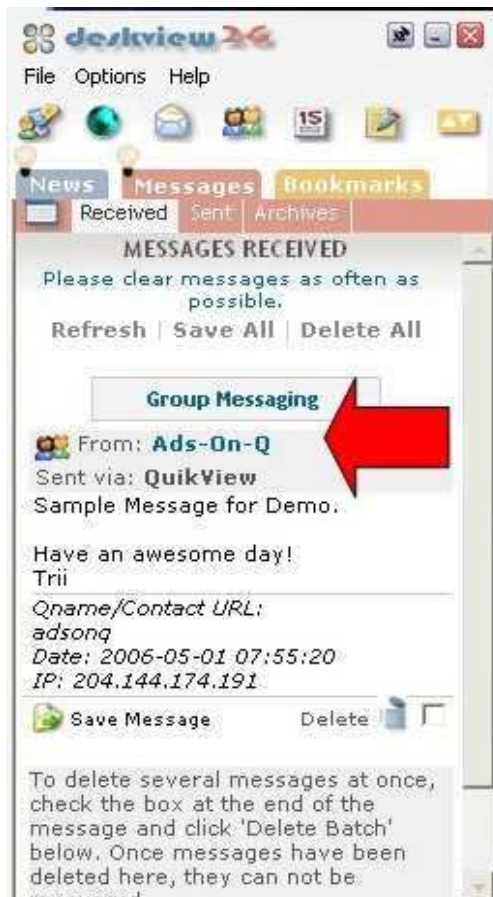 deskview 2G
File Options Help
15
News Messages Bookmarks
Received Sent Archives
MESSAGES RECEIVED
Please clear messages as often as
possible.
Refresh | Save All | Delete All
Group Messaging
From: Ads-On-Q
Sent via: QuikView
Sample Message for Demo.
Have an awesome day!
Trii
Qname/Contact URL:
adsonq
Date: 2006-05-01 07:55:20
IP: 204.144.174.191
Save Message Delete
To delete several messages at once,
check the box at the end of the
message and click 'Delete Batch'
below. Once messages have been
deleted here, they can not be